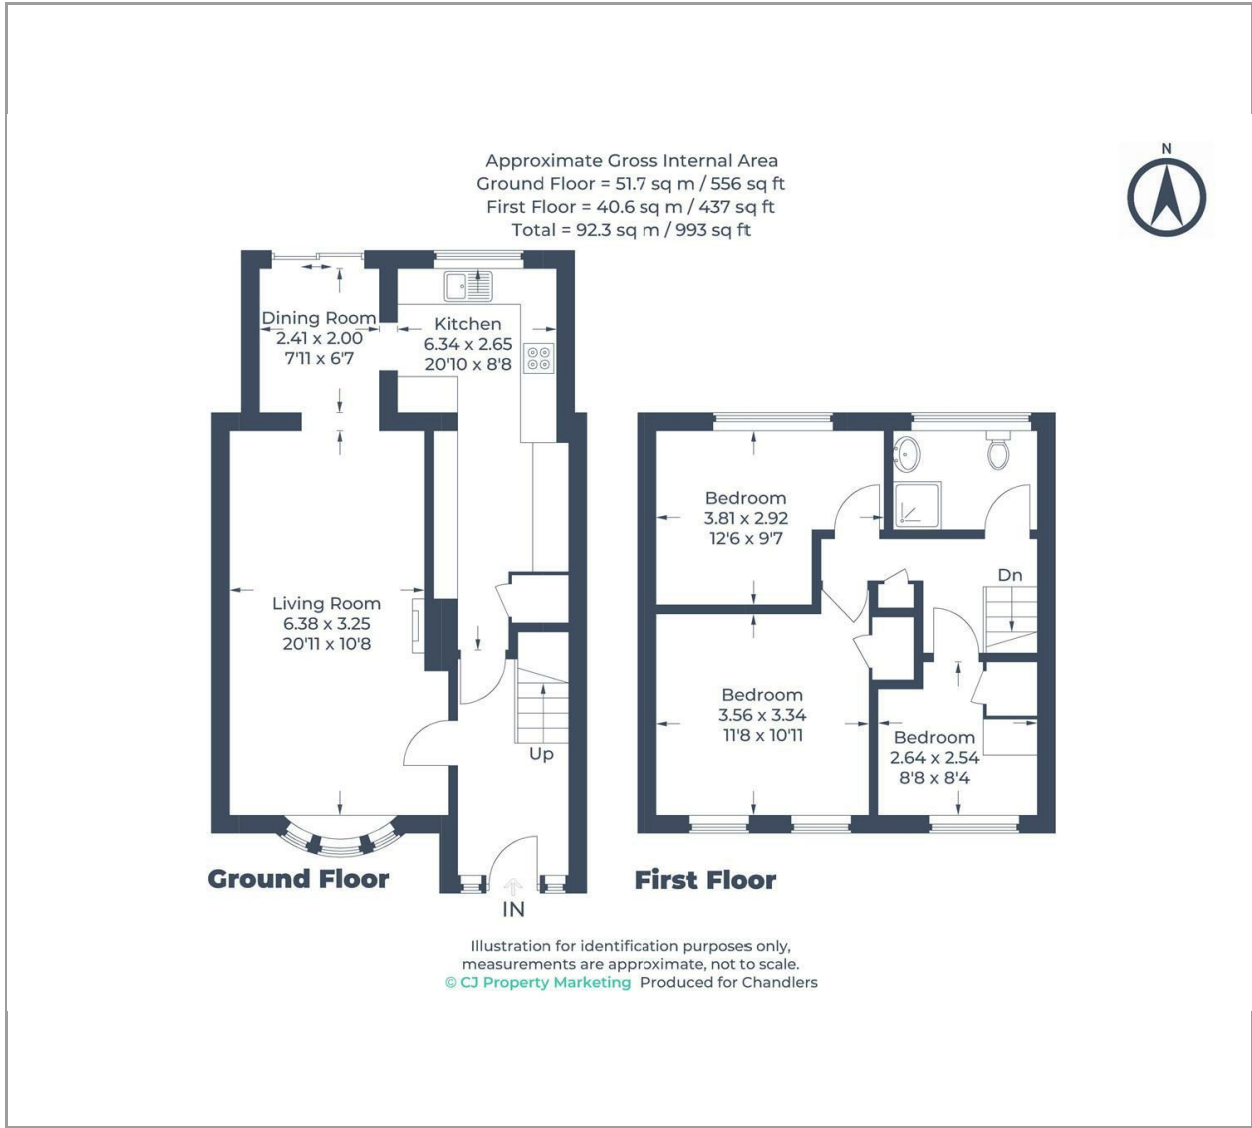 Approximate Gross Internal Area
Ground Floor = 51.7 sq m / 556 sq ft
First Floor = 40.6 sq m / 437 sq ft
Total = 92.3 sq m / 993 sq ft
N
Dining Room
2.41 x 2.00
7'11 x 6'7
Kitchen
6.34 x 2.65
20'10 x 8'8
Living Room
6.38 x 3.25
20'11 x 10'8
Up
IN
Ground Floor
Bedroom
3.81 x 2.92
12'6 x 9'7
Dn
Bedroom
3.56 x 3.34
11'8 x 10'11
Bedroom
2.64 x 2.54
8'8 x 8'4
First Floor
Illustration for identification purposes only,
measurements are approximate, not to scale.
© CJ Property Marketing Produced for Chandlers